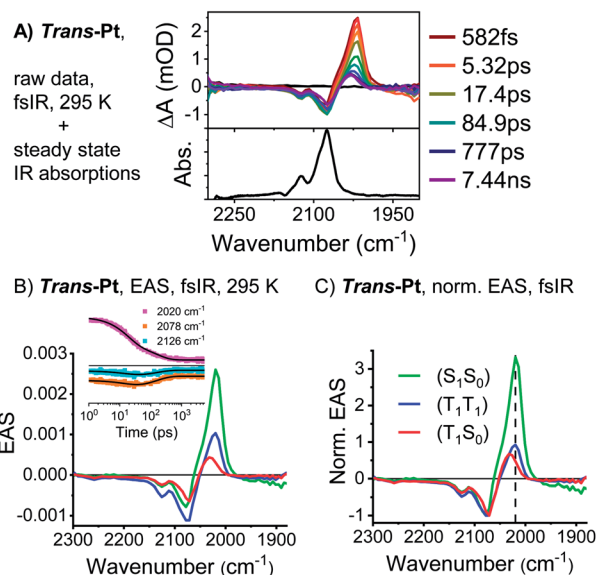 A) Trans-Pt,
raw data,
fsIR, 295 K
+
steady state
IR absorptions
ΔA (mOD)
2
1
0
-1
Abs.
2250 2100 1950
Wavenumber (cm⁻¹)
582fs
5.32ps
17.4ps
84.9ps
777ps
7.44ns
B) Trans-Pt, EAS, fsIR, 295 K
2020 cm⁻¹
2078 cm⁻¹
2126 cm⁻¹
10⁰ 10¹ 10² 10³
Time (ps)
EAS
0.003
0.002
0.001
0.000
-0.001
2300 2200 2100 2000 1900
Wavenumber (cm⁻¹)
C) Trans-Pt, norm. EAS, fsIR
(S₁S₀)
(T₁T₁)
(T₁S₀)
Norm. EAS
3
2
1
0
-1
2300 2200 2100 2000 1900
Wavenumber (cm⁻¹)